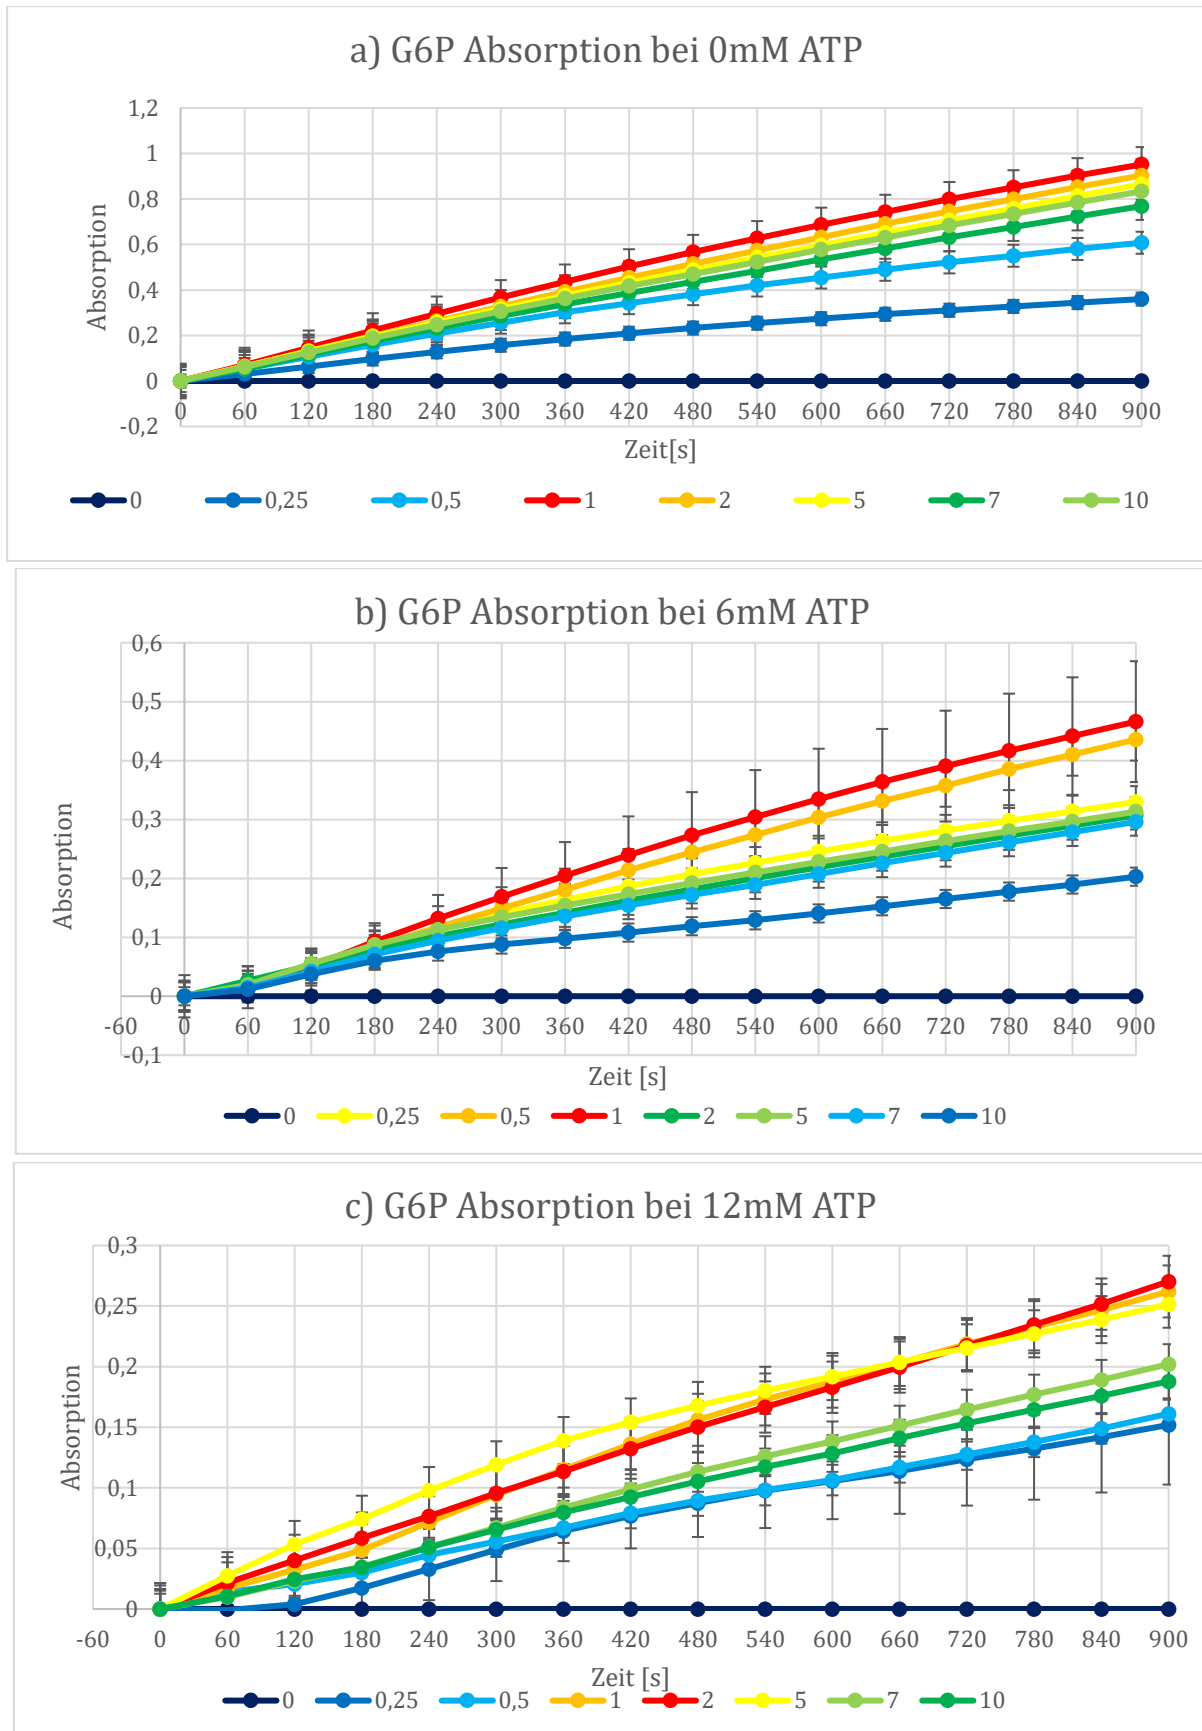 a) G6P Absorption bei 0mM ATP
1,2
1
0,8
0,6
0,4
0,2
0
-0,2
Absorption
0 60 120 180 240 300 360 420 480 540 600 660 720 780 840 900
Zeit[s]
0 0,25 0,5 1 2 5 7 10
b) G6P Absorption bei 6mM ATP
0,6
0,5
0,4
0,3
0,2
0,1
0
-0,1
Absorption
-60 0 60 120 180 240 300 360 420 480 540 600 660 720 780 840 900
Zeit [s]
0 0,25 0,5 1 2 5 7 10
c) G6P Absorption bei 12mM ATP
0,3
0,25
0,2
0,15
0,1
0,05
0
Absorption
-60 0 60 120 180 240 300 360 420 480 540 600 660 720 780 840 900
Zeit [s]
0 0,25 0,5 1 2 5 7 10